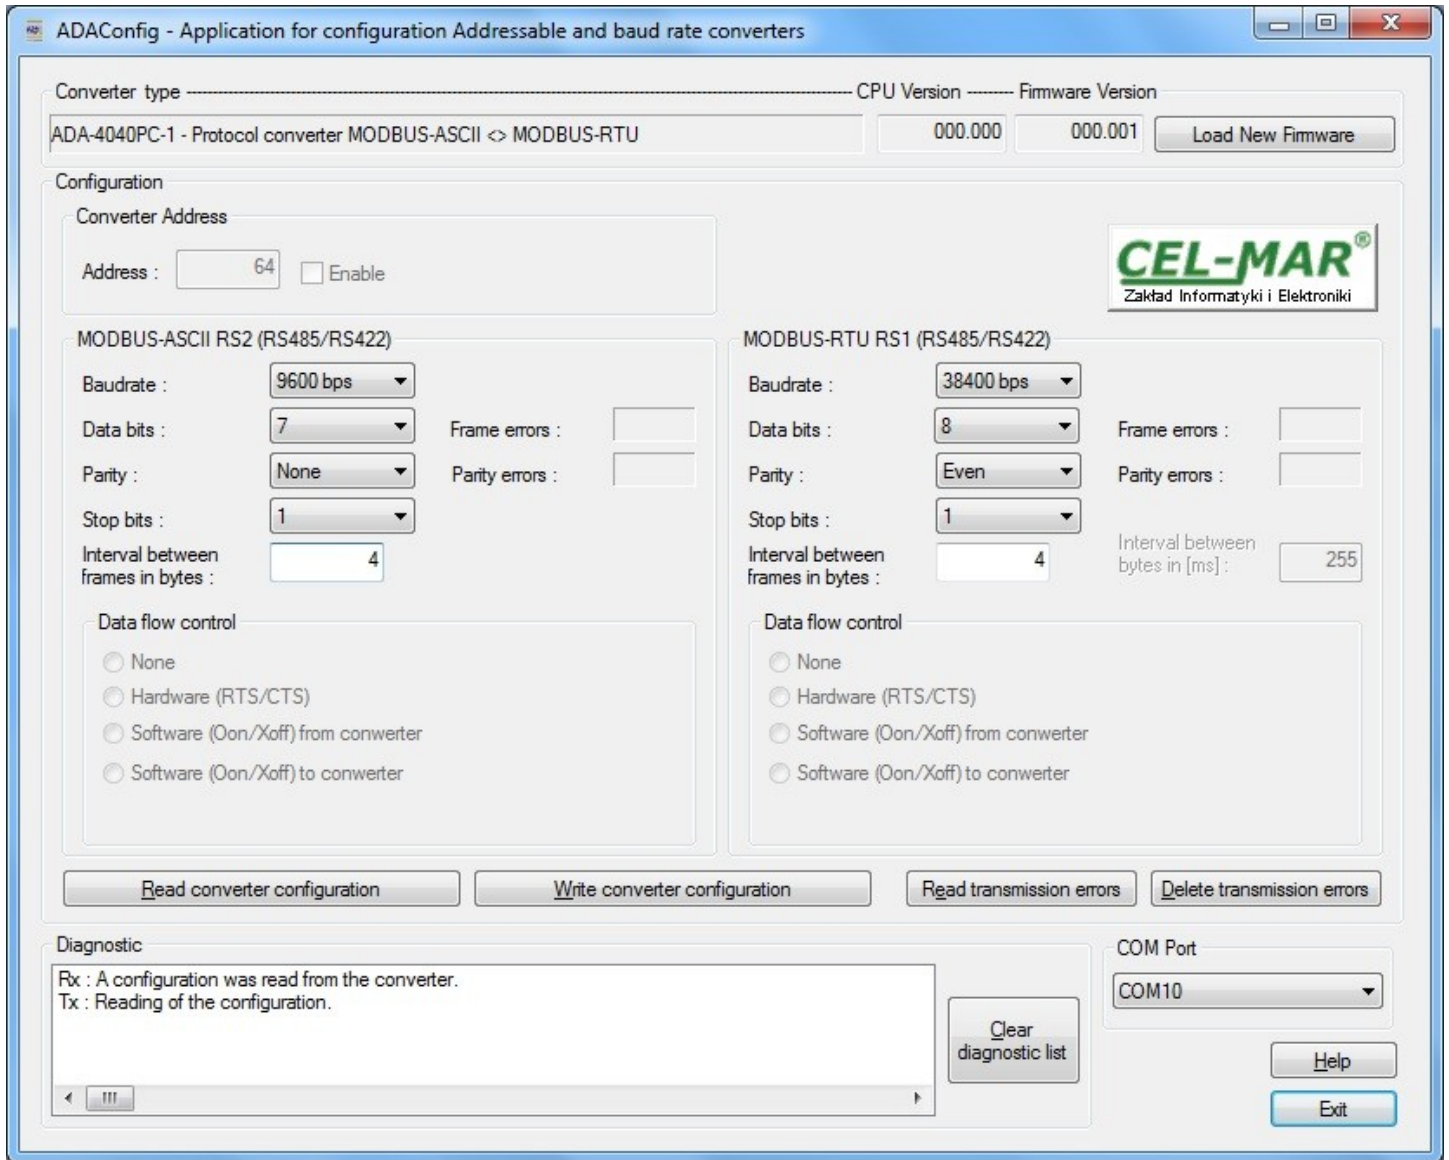 ADAConfig - Application for configuration Addressable and baud rate converters
Converter type CPU Version Firmware Version
ADA-4040PC-1 - Protocol converter MODBUS-ASCII <> MODBUS-RTU 000.000 000.001 Load New Firmware
Configuration
Converter Address
Address : 64 Enable
CEL-MAR®
Zakład Informatyki i Elektroniki
MODBUS-ASCII RS2 (RS485/RS422)
Baudrate : 9600 bps
Data bits : 7 Frame errors :
Parity : None Parity errors :
Stop bits : 1
Interval between
frames in bytes : 4
Data flow control
None
Hardware (RTS/CTS)
Software (Oon/Xoff) from conwerter
Software (Oon/Xoff) to conwerter
MODBUS-RTU RS1 (RS485/RS422)
Baudrate : 38400 bps
Data bits : 8 Frame errors :
Parity : Even Parity errors :
Stop bits : 1
Interval between
frames in bytes : 4
Interval between
bytes in [ms] : 255
Data flow control
None
Hardware (RTS/CTS)
Software (Oon/Xoff) from conwerter
Software (Oon/Xoff) to conwerter
Read converter configuration Write converter configuration Read transmission errors Delete transmission errors
Diagnostic
Rx : A configuration was read from the converter.
Tx : Reading of the configuration.
Clear
diagnostic list
COM Port
COM10
Help
Exit